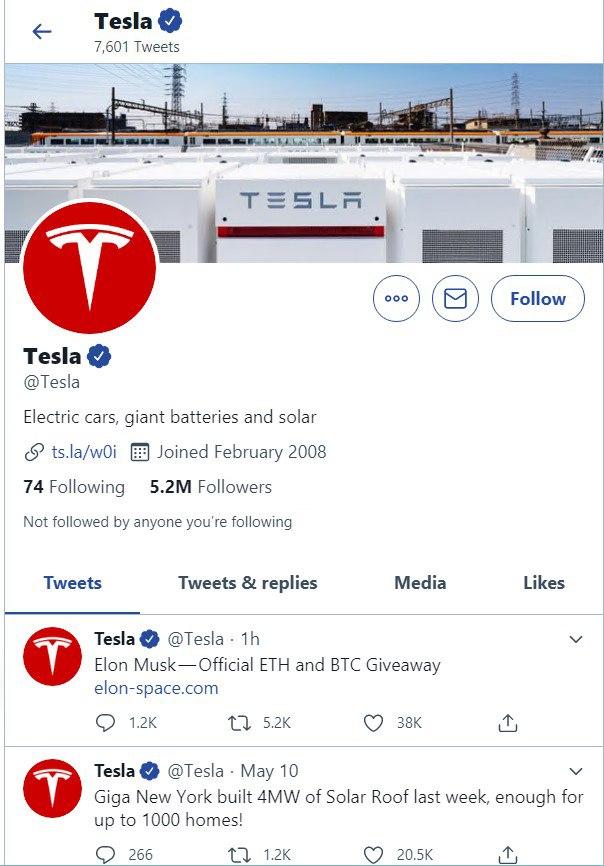 Tesla
7,601 Tweets
TESLA
Follow
Tesla
@Tesla
Electric cars, giant batteries and solar
ts.la/w0i Joined February 2008
74 Following 5.2M Followers
Not followed by anyone you're following
Tweets Tweets & replies Media Likes
Tesla @Tesla · 1h
Elon Musk—Official ETH and BTC Giveaway
elon-space.com
1.2K 5.2K 38K
Tesla @Tesla · May 10
Giga New York built 4MW of Solar Roof last week, enough for
up to 1000 homes!
266 1.2K 20.5K